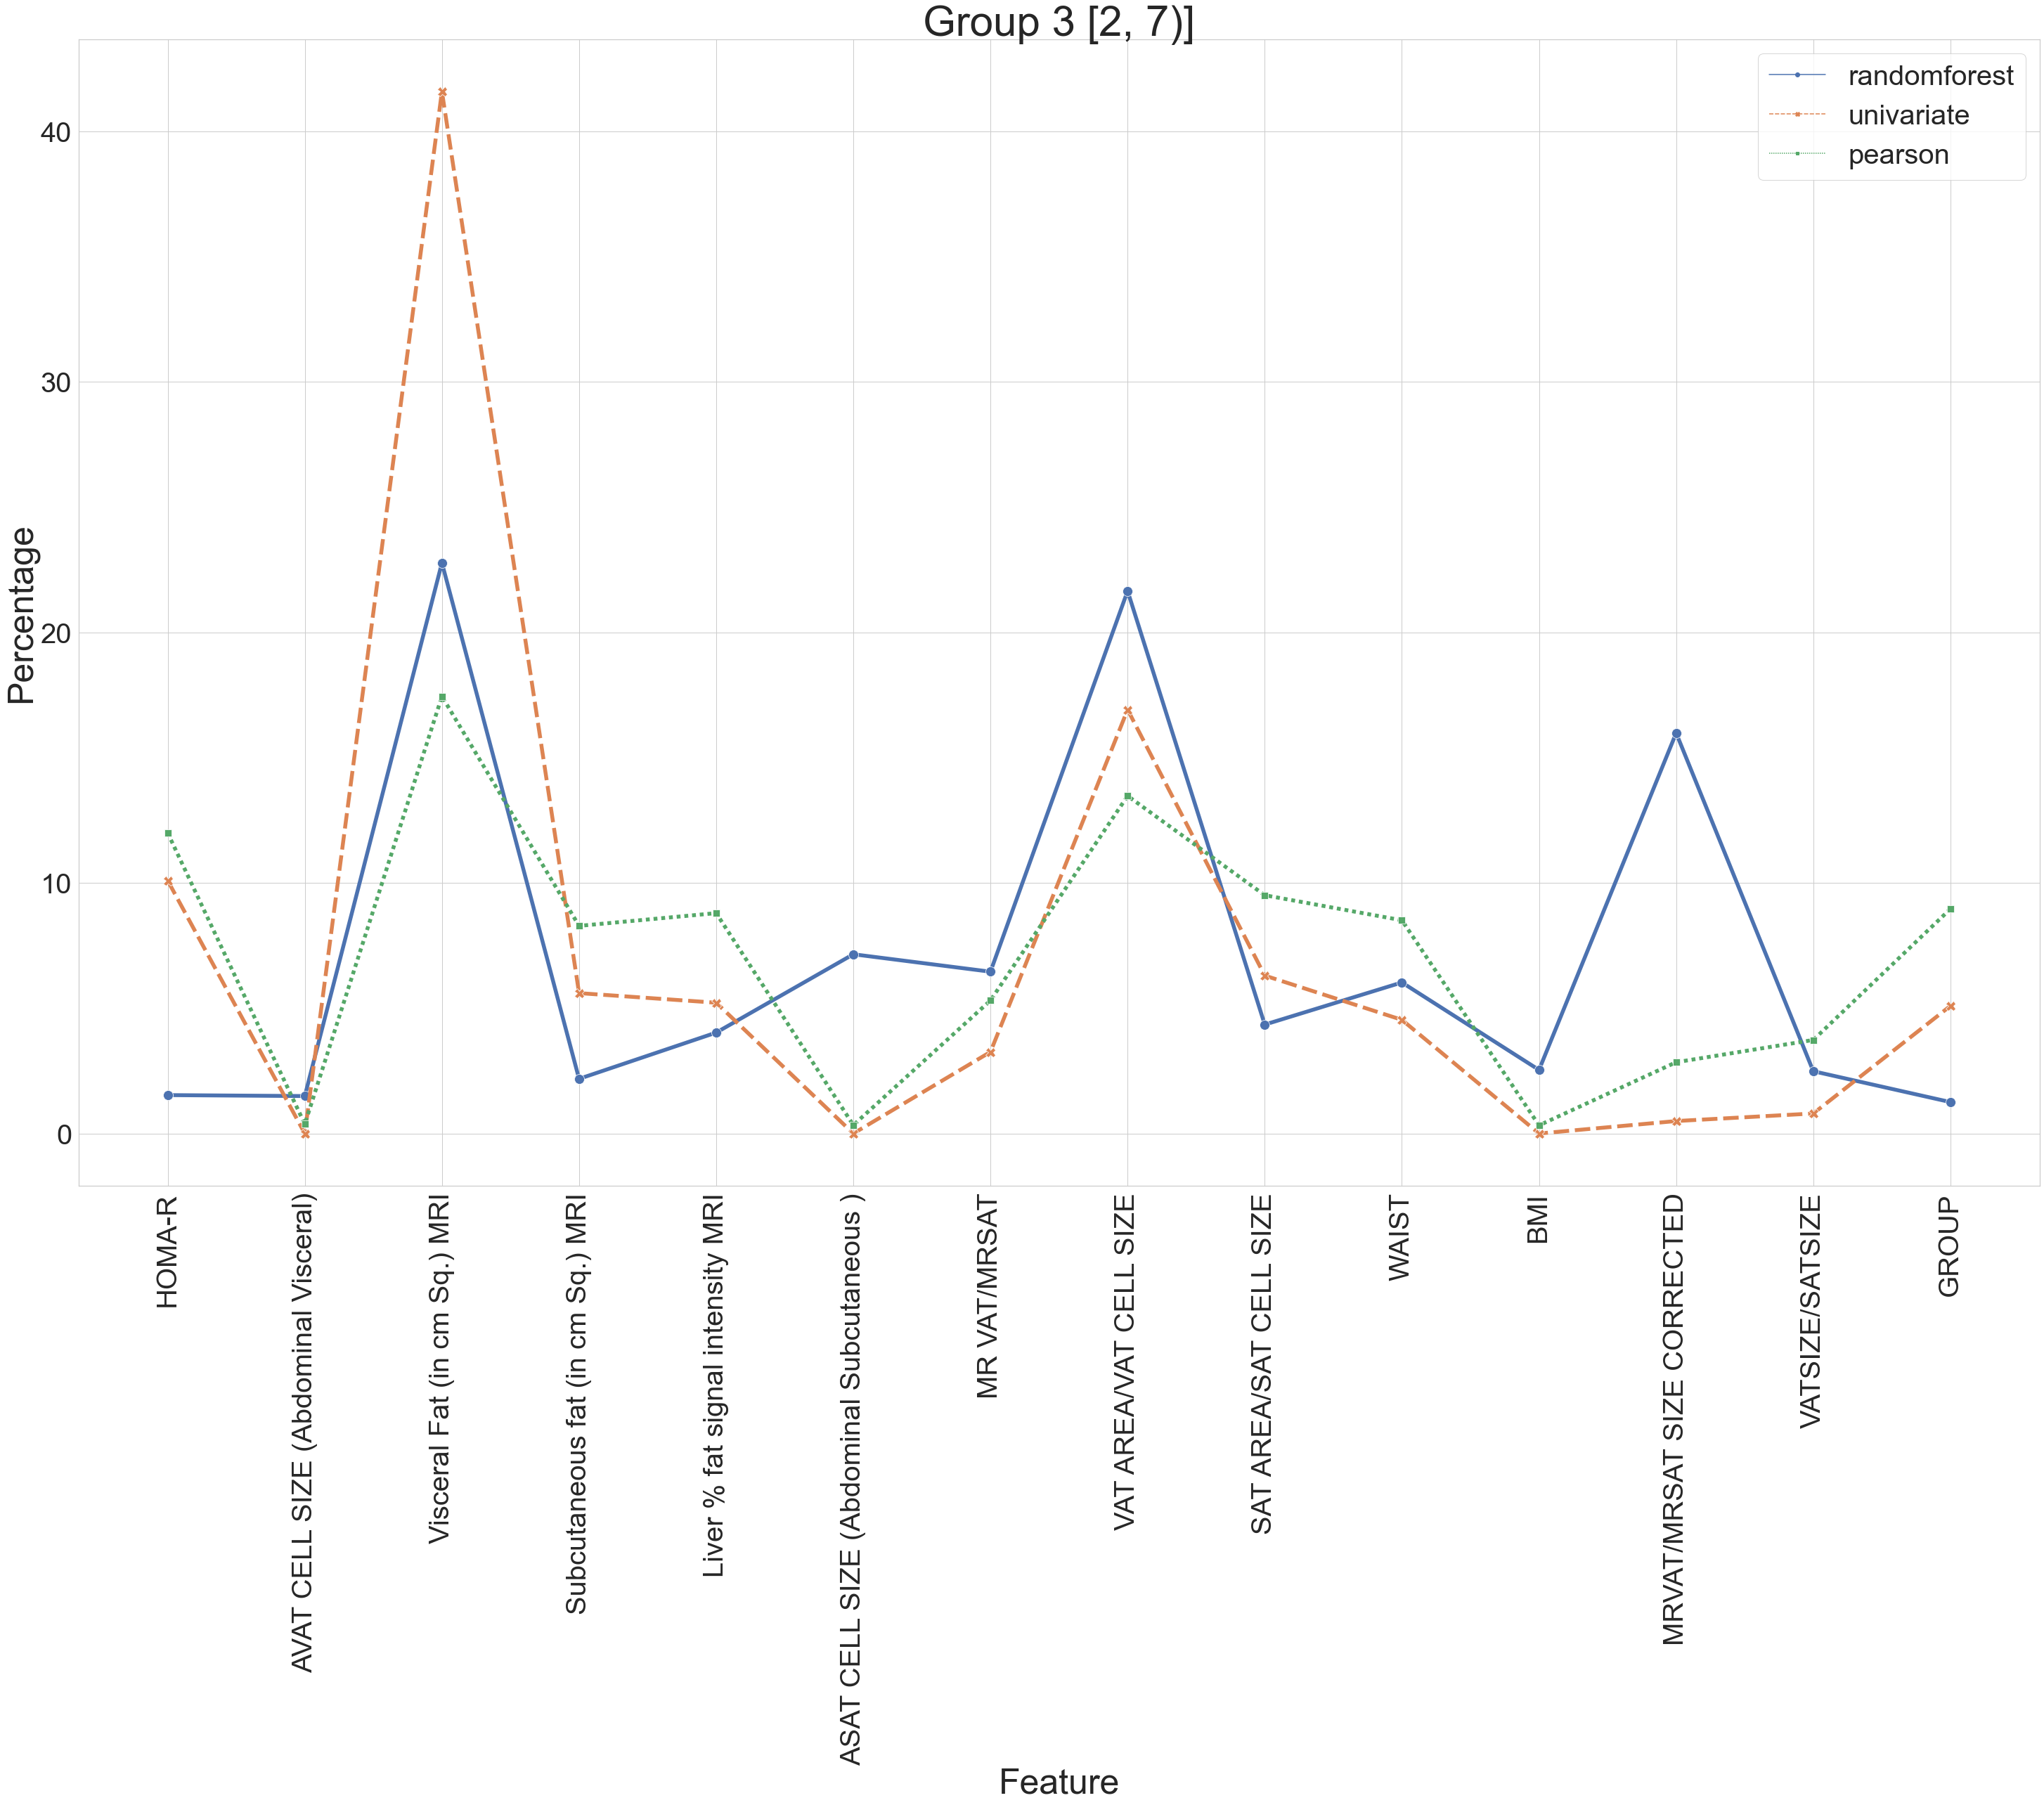 Group 3 [2, 7)]
randomforest
univariate
pearson
Percentage
40
30
20
10
0
HOMA-R
AVAT CELL SIZE (Abdominal Visceral)
Visceral Fat (in cm Sq.) MRI
Subcutaneous fat (in cm Sq.) MRI
Liver % fat signal intensity MRI
ASAT CELL SIZE (Abdominal Subcutaneous )
MR VAT/MRSAT
VAT AREA/VAT CELL SIZE
SAT AREA/SAT CELL SIZE
WAIST
BMI
MRVAT/MRSAT SIZE CORRECTED
VATSIZE/SATSIZE
GROUP
Feature